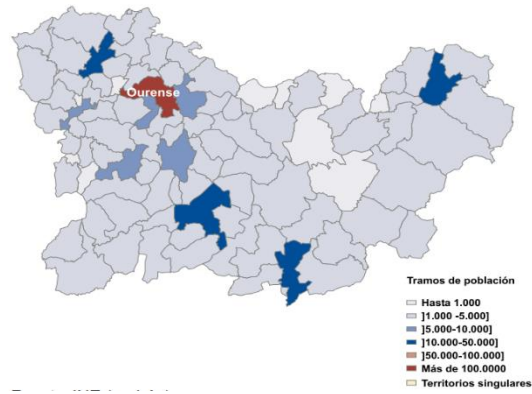 Ourense
Tramos de población
Hasta 1.000
]1.000 -5.000]
]5.000-10.000]
]10.000-50.000]
]50.000-100.000]
Más de 100.0000
Territorios singulares